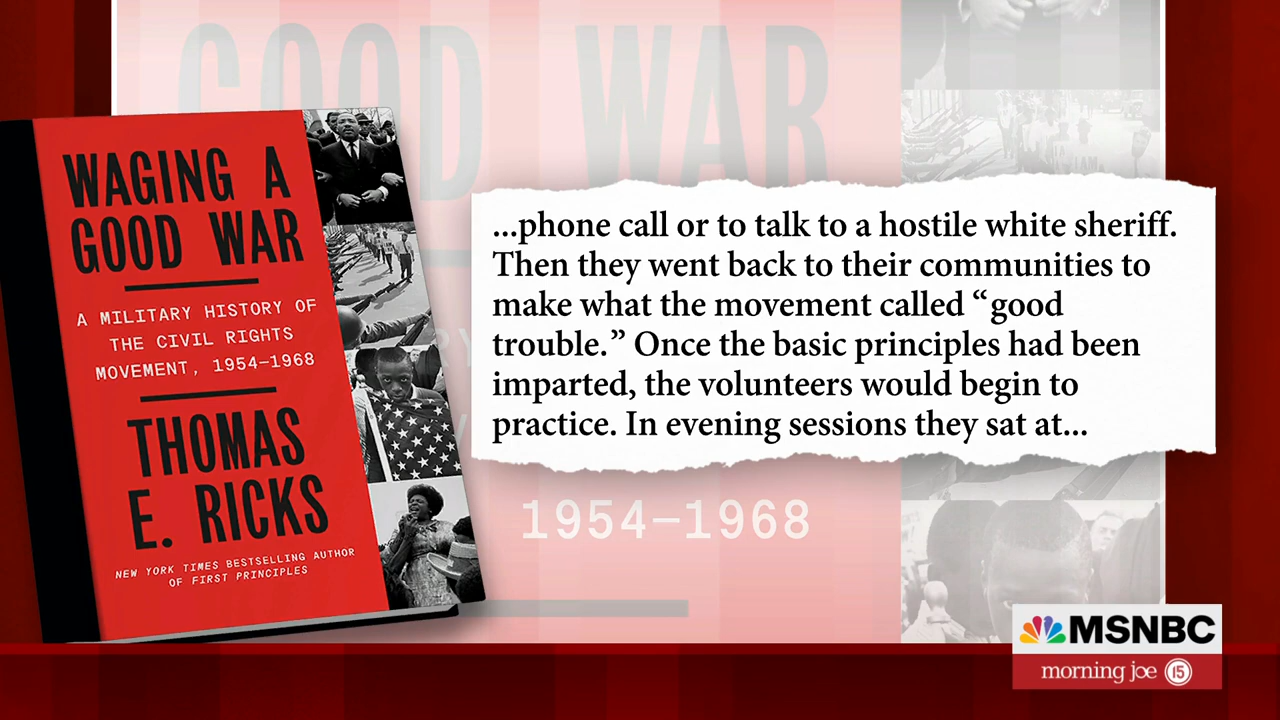 GOOD WAR
WAGING A
GOOD WAR
A MILITARY HISTORY OF
THE CIVIL RIGHTS
MOVEMENT, 1954–1968
THOMAS
E. RICKS
NEW YORK TIMES BESTSELLING AUTHOR
OF FIRST PRINCIPLES
...phone call or to talk to a hostile white sheriff.
Then they went back to their communities to
make what the movement called “good
trouble.” Once the basic principles had been
imparted, the volunteers would begin to
practice. In evening sessions they sat at...
1954–1968
MSNBC
morning joe 15